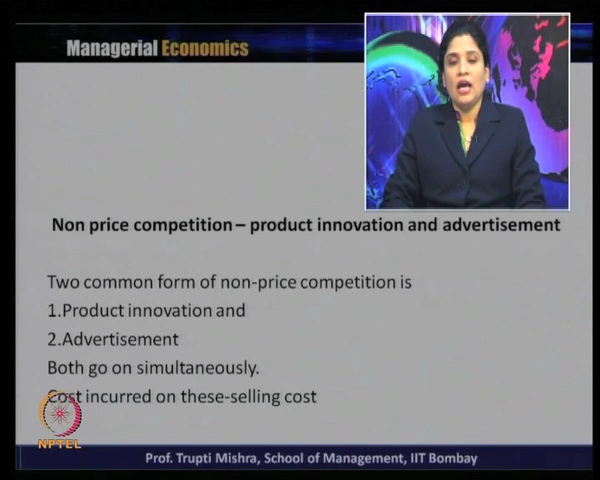 Managerial Economics
Non price competition – product innovation and advertisement
Two common form of non-price competition is
1.Product innovation and
2.Advertisement
Both go on simultaneously.
Cost incurred on these-selling cost
NPTEL
Prof. Trupti Mishra, School of Management, IIT Bombay